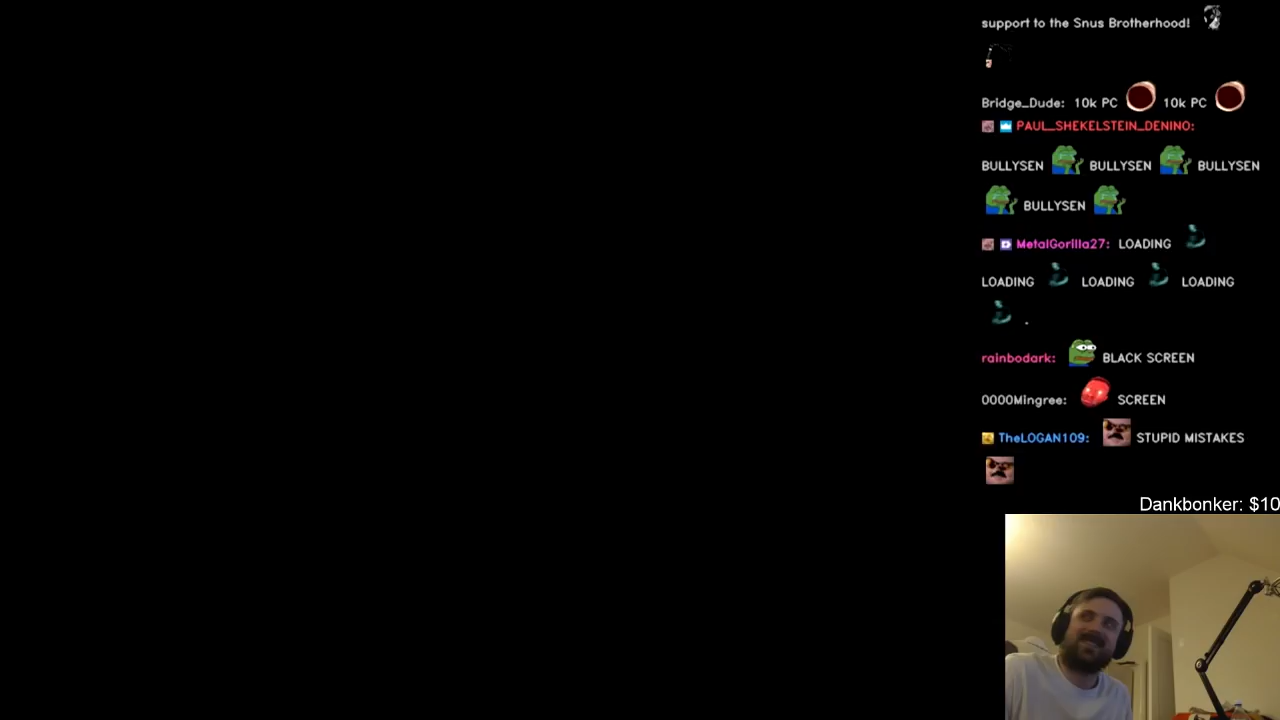 support to the Snus Brotherhood!
Bridge_Dude: 10k PC 10k PC
PAUL_SHEKELSTEIN_DENINO:
BULLYSEN BULLYSEN BULLYSEN
BULLYSEN
MetalGorilla27: LOADING
LOADING LOADING LOADING
.
rainbodark: BLACK SCREEN
0000Mingree: SCREEN
TheLOGAN109: STUPID MISTAKES
Dankbonker: $10